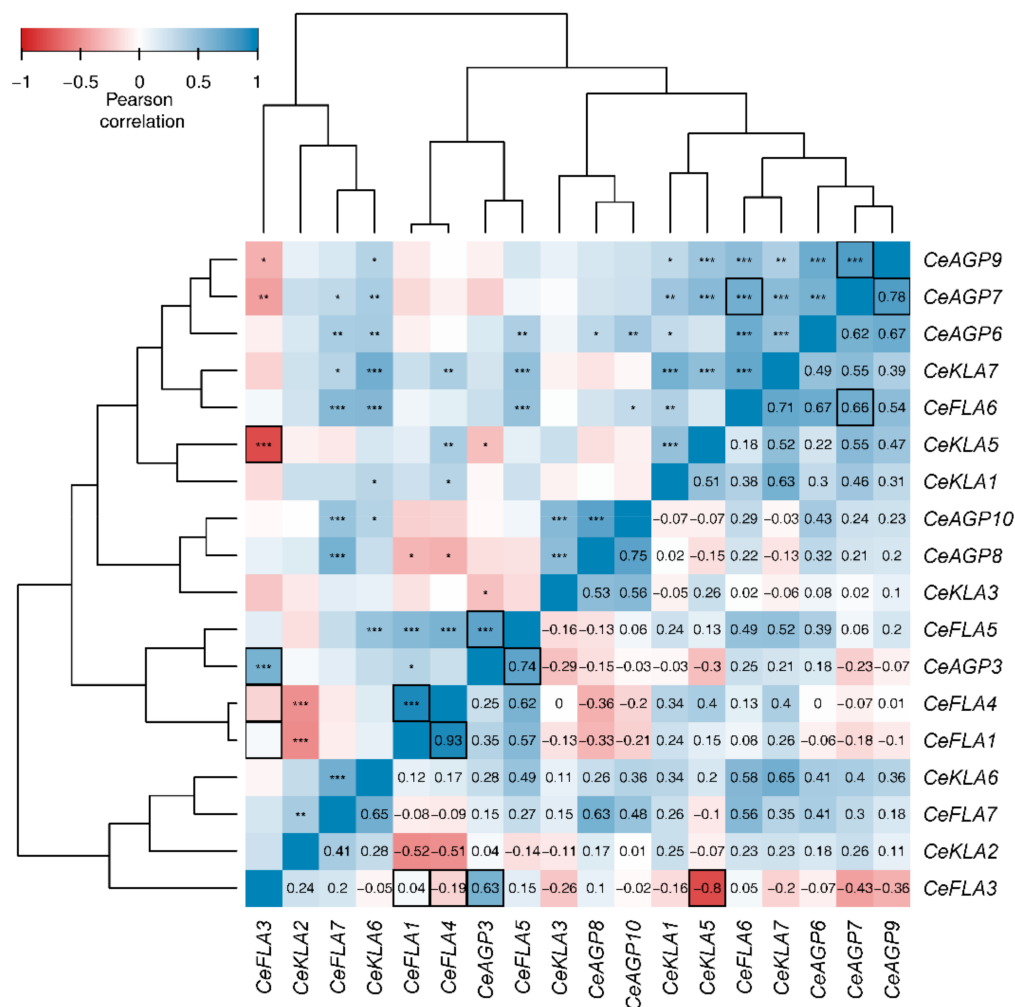 −1 −0.5 0 0.5 1
Pearson
correlation
* * * *** *** ** *** *** CeAGP9
** * ** ** *** *** *** *** 0.78 CeAGP7
** ** ** * ** * *** *** 0.62 0.67 CeAGP6
* *** ** *** *** *** *** 0.49 0.55 0.39 CeKLA7
*** *** *** * ** 0.71 0.67 0.66 0.54 CeFLA6
*** ** * *** 0.18 0.52 0.22 0.55 0.47 CeKLA5
* * 0.51 0.38 0.63 0.3 0.46 0.31 CeKLA1
*** * *** *** −0.07 −0.07 0.29 −0.03 0.43 0.24 0.23 CeAGP10
*** * * *** 0.75 0.02 −0.15 0.22 −0.13 0.32 0.21 0.2 CeAGP8
* 0.53 0.56 −0.05 0.26 0.02 −0.06 0.08 0.02 0.1 CeKLA3
*** *** *** *** −0.16 −0.13 0.06 0.24 0.13 0.49 0.52 0.39 0.06 0.2 CeFLA5
*** * 0.74 −0.29 −0.15 −0.03 −0.03 −0.3 0.25 0.21 0.18 −0.23 −0.07 CeAGP3
*** *** 0.25 0.62 0 −0.36 −0.2 0.34 0.4 0.13 0.4 0 −0.07 0.01 CeFLA4
*** 0.93 0.35 0.57 −0.13 −0.33 −0.21 0.24 0.15 0.08 0.26 −0.06 −0.18 −0.1 CeFLA1
*** 0.12 0.17 0.28 0.49 0.11 0.26 0.36 0.34 0.2 0.58 0.65 0.41 0.4 0.36 CeKLA6
** 0.65 −0.08 −0.09 0.15 0.27 0.15 0.63 0.48 0.26 −0.1 0.56 0.35 0.41 0.3 0.18 CeFLA7
0.41 0.28 −0.52 −0.51 0.04 −0.14 −0.11 0.17 0.01 0.25 −0.07 0.23 0.23 0.18 0.26 0.11 CeKLA2
0.24 0.2 −0.05 0.04 −0.19 0.63 0.15 −0.26 0.1 −0.02 −0.16 −0.8 0.05 −0.2 −0.07 −0.43 −0.36 CeFLA3
CeFLA3 CeKLA2 CeFLA7 CeKLA6 CeFLA1 CeFLA4 CeAGP3 CeFLA5 CeKLA3 CeAGP8 CeAGP10 CeKLA1 CeKLA5 CeFLA6 CeKLA7 CeAGP6 CeAGP7 CeAGP9